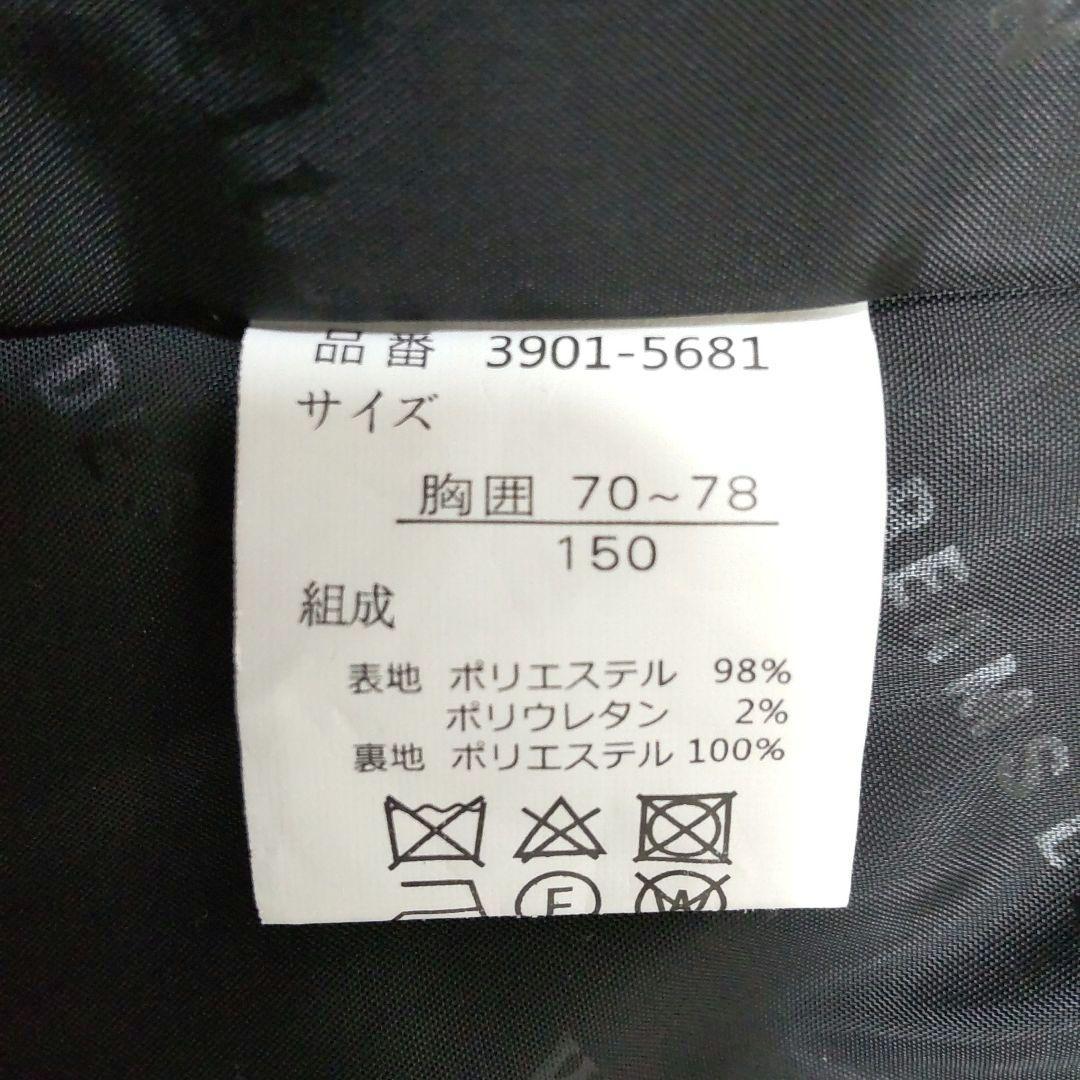 品番 3901-5681
サイズ
胸囲 70~78
150
組成
表地 ポリエステル 98%
ポリウレタン 2%
裏地 ポリエステル 100%
F
W